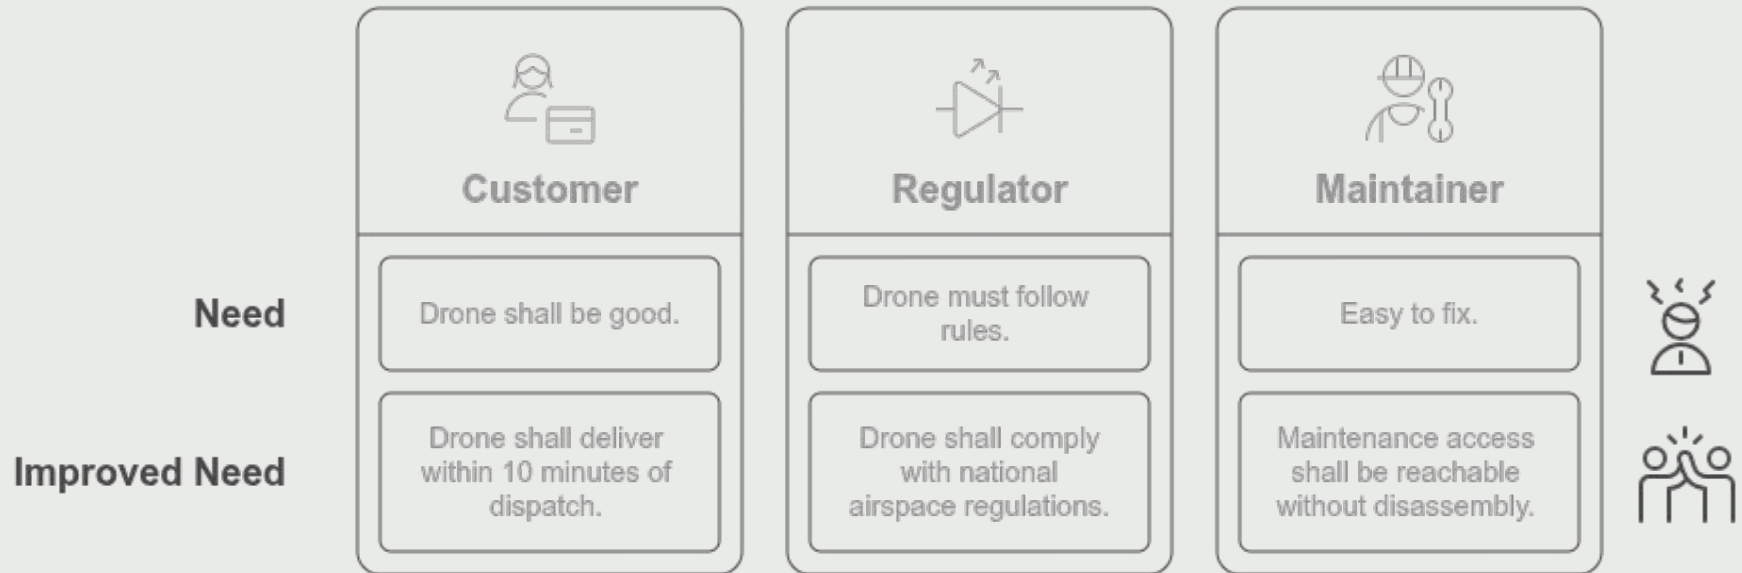 Customer
Regulator
Maintainer
Need
Drone shall be good.
Drone must follow
rules.
Easy to fix.
Improved Need
Drone shall deliver
within 10 minutes of
dispatch.
Drone shall comply
with national
airspace regulations.
Maintenance access
shall be reachable
without disassembly.